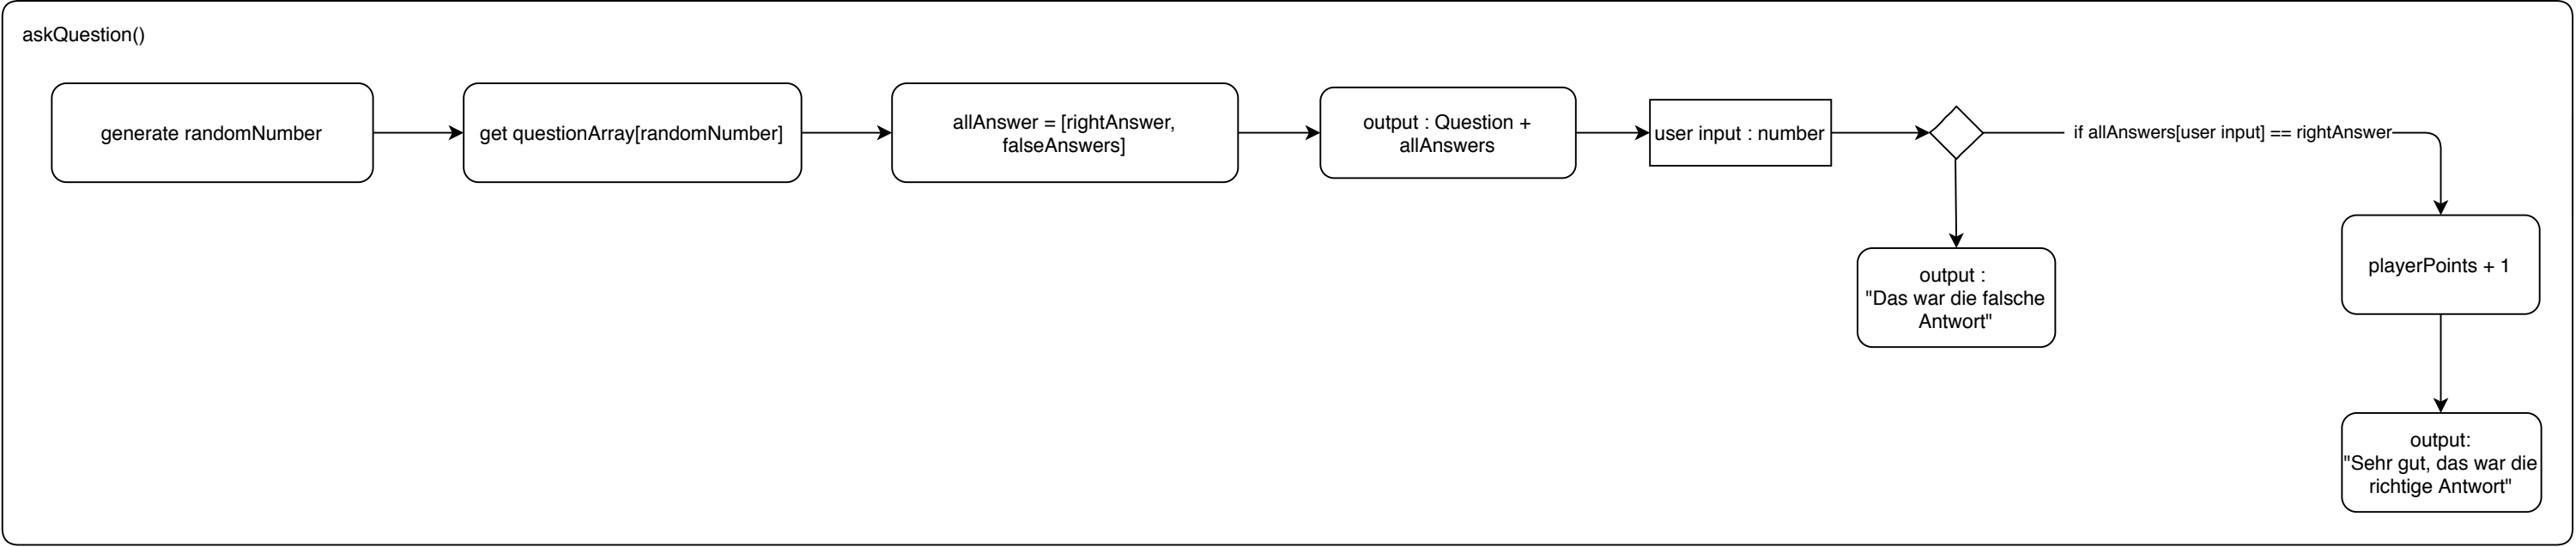 askQuestion()
generate randomNumber
get questionArray[randomNumber]
allAnswer = [rightAnswer,
falseAnswers]
output : Question +
allAnswers
user input : number
if allAnswers[user input] == rightAnswer
output :
"Das war die falsche
Antwort"
playerPoints + 1
output:
"Sehr gut, das war die
richtige Antwort"